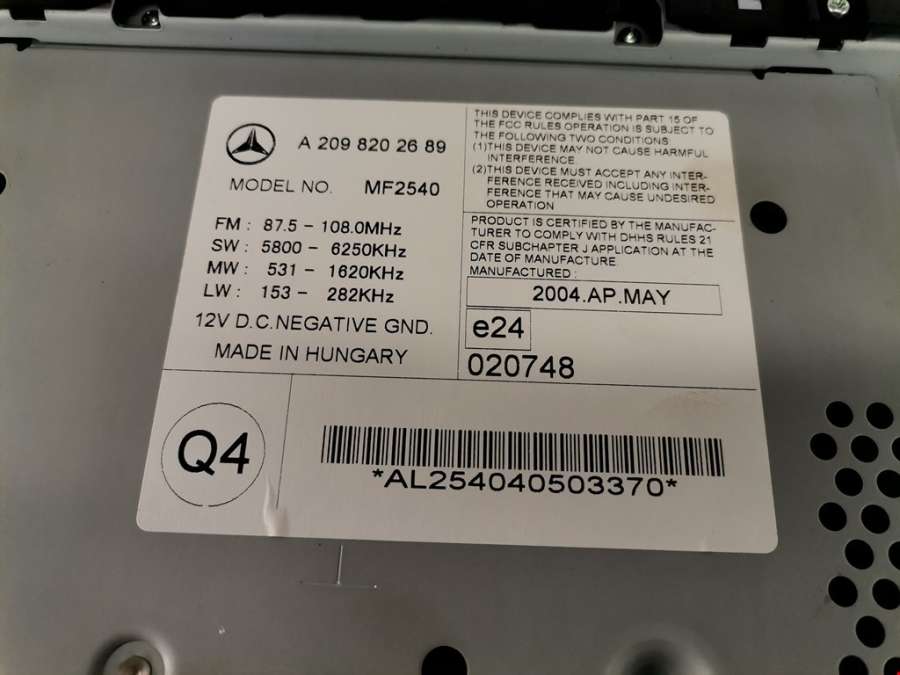 A 209 820 26 89
MODEL NO. MF2540
FM : 87.5 - 108.0MHz
SW : 5800 - 6250KHz
MW : 531 - 1620KHz
LW : 153 - 282KHz
12V D.C.NEGATIVE GND.
MADE IN HUNGARY
THIS DEVICE COMPLIES WITH PART 15 OF
THE FCC RULES OPERATION IS SUBJECT TO
THE FOLLOWING TWO CONDITIONS
(1)THIS DEVICE MAY NOT CAUSE HARMFUL
INTERFERENCE.
(2)THIS DEVICE MUST ACCEPT ANY INTER-
FERENCE RECEIVED INCLUDING INTER-
FERENCE THAT MAY CAUSE UNDESIRED
OPERATION
PRODUCT IS CERTIFIED BY THE MANUFAC-
TURER TO COMPLY WITH DHHS RULES 21
CFR SUBCHAPTER J APPLICATION AT THE
DATE OF MANUFACTURE.
MANUFACTURED :
2004.AP.MAY
e24
020748
Q4
*AL254040503370*